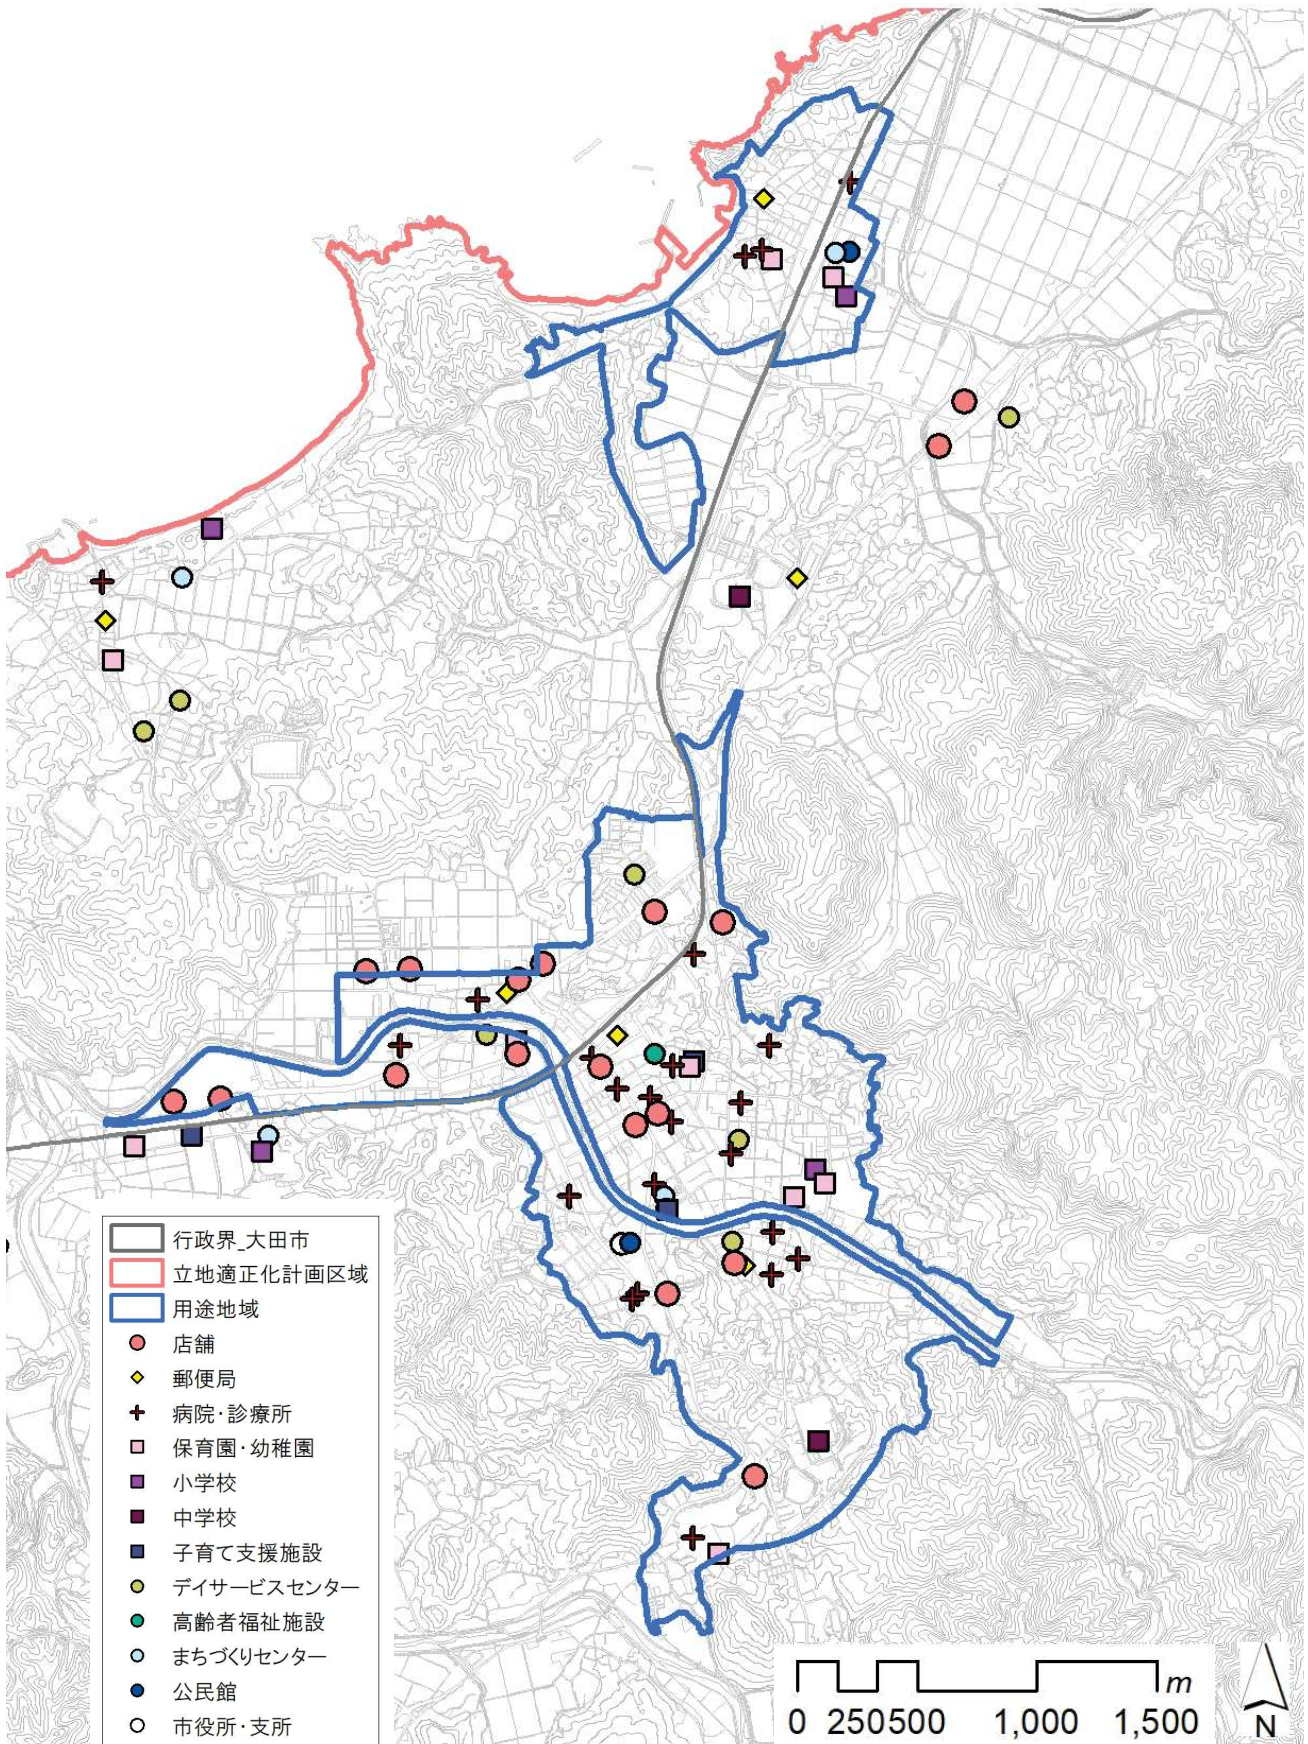 行政界_大田市
立地適正化計画区域
用途地域
店舗
郵便局
病院・診療所
保育園・幼稚園
小学校
中学校
子育て支援施設
デイサービスセンター
高齢者福祉施設
まちづくりセンター
公民館
市役所・支所
m
0 250 500 1,000 1,500
N